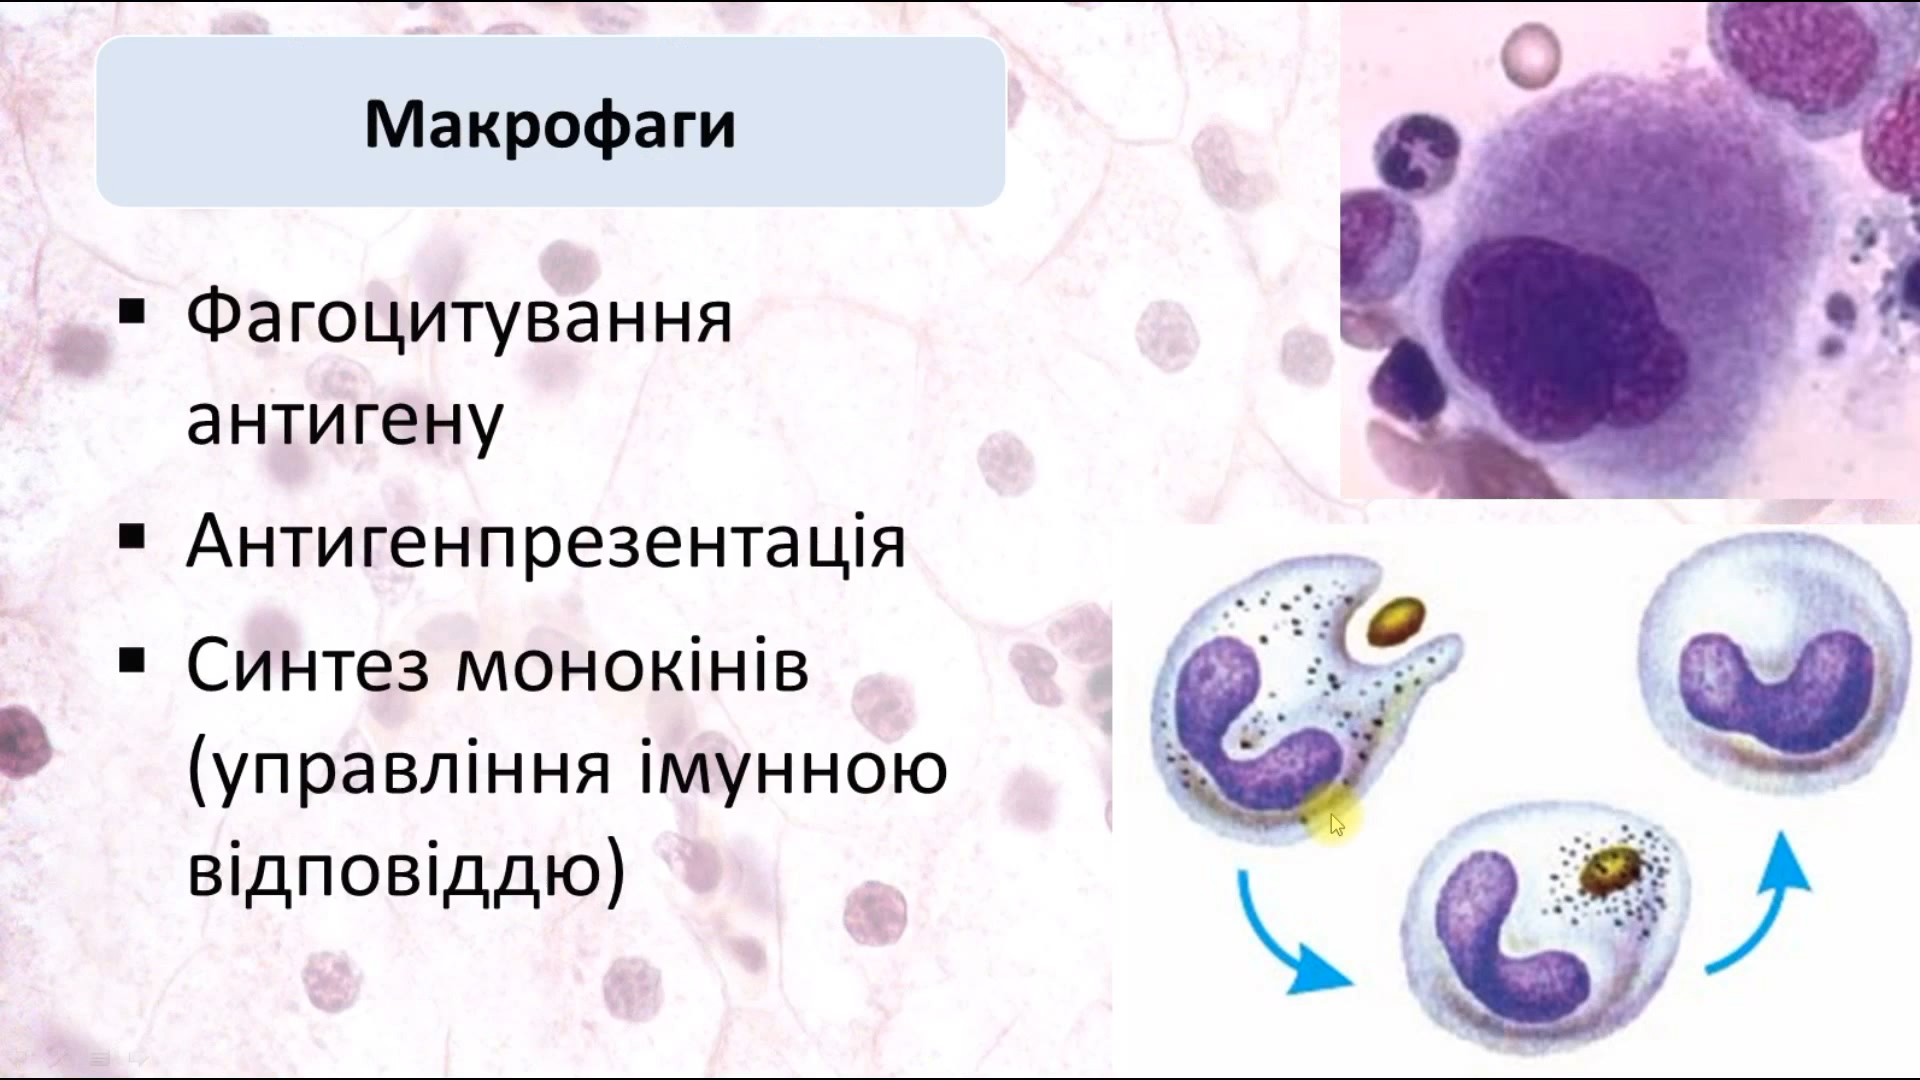 Макрофаги
▪ Фагоцитування
антигену
▪ Антигенпрезентація
▪ Синтез монокінів
(управління імунною
відповіддю)